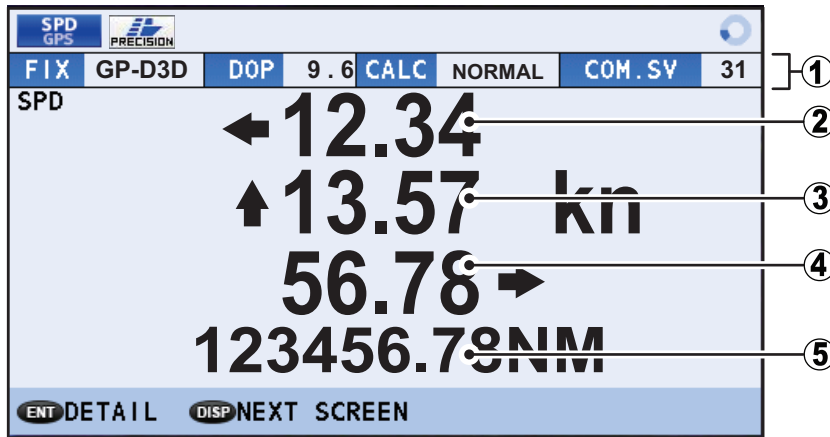 SPD
GPS
PRECISION
FIX GP-D3D DOP 9.6 CALC NORMAL COM.SV 31 1
SPD
←12.34 2
↑13.57 kn 3
56.78→ 4
123456.78NM 5
ENT DETAIL DISP NEXT SCREEN